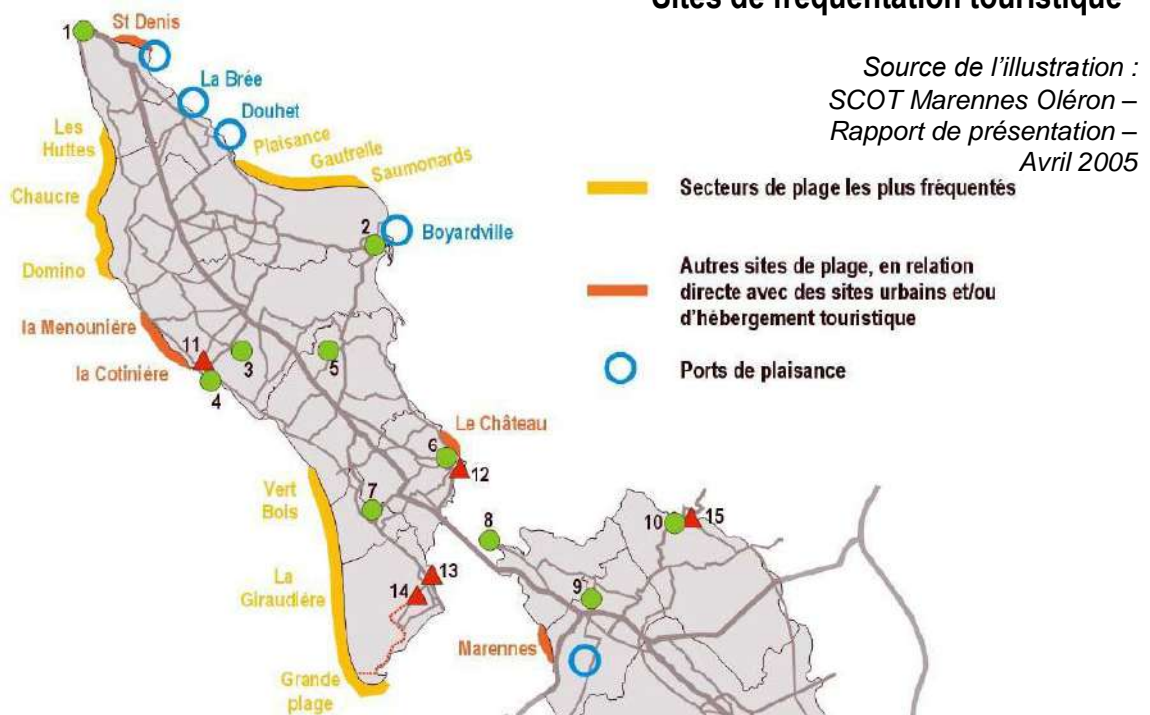 Sites de fréquentation touristique
Source de l'illustration :
SCOT Marennes Oléron –
Rapport de présentation –
Avril 2005
Secteurs de plage les plus fréquentés
Autres sites de plage, en relation
directe avec des sites urbains et/ou
d'hébergement touristique
Ports de plaisance
St Denis
1
La Brée
Douhet
Les
Huttes
Plaisance
Gautrelle
Saumonards
Chaucre
2
Boyardville
Domino
la Menounière
11
3
5
la Cotinière
4
Le Château
6
12
Vert
Bois
7
8
10
15
La
Giraudière
13
14
9
Marennes
Grande
plage